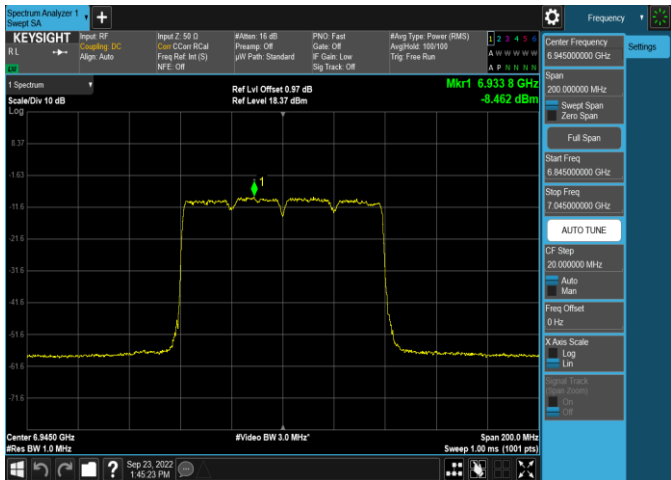 Spectrum Analyzer 1
Swept SA
+
Frequency
KEYSIGHT
RL
Input: RF
Coupling: DC
Align: Auto
Input Z: 50 Ω
Corr CCorr RCal
Freq Ref: Int (S)
NFE: Off
#Atten: 16 dB
Preamp: Off
µW Path: Standard
PNO: Fast
Gate: Off
IF Gain: Low
Sig Track: Off
#Avg Type: Power (RMS)
Avg|Hold: 100/100
Trig: Free Run
1 2 3 4 5 6
A W W W W W
A P N N N N
LW
1 Spectrum
Scale/Div 10 dB
Log
Ref Lvl Offset 0.97 dB
Ref Level 18.37 dBm
Mkr1 6.933 8 GHz
-8.462 dBm
8.37
-1.63
-11.6
-21.6
-31.6
-41.6
-51.6
-61.6
-71.6
1
Center 6.9450 GHz
#Res BW 1.0 MHz
#Video BW 3.0 MHz*
Span 200.0 MHz
Sweep 1.00 ms (1001 pts)
Sep 23, 2022
1:45:23 PM
Center Frequency
6.945000000 GHz
Settings
Span
200.000000 MHz
Swept Span
Zero Span
Full Span
Start Freq
6.845000000 GHz
Stop Freq
7.045000000 GHz
AUTO TUNE
CF Step
20.000000 MHz
Auto
Man
Freq Offset
0 Hz
X Axis Scale
Log
Lin
Signal Track
(Span Zoom)
On
Off